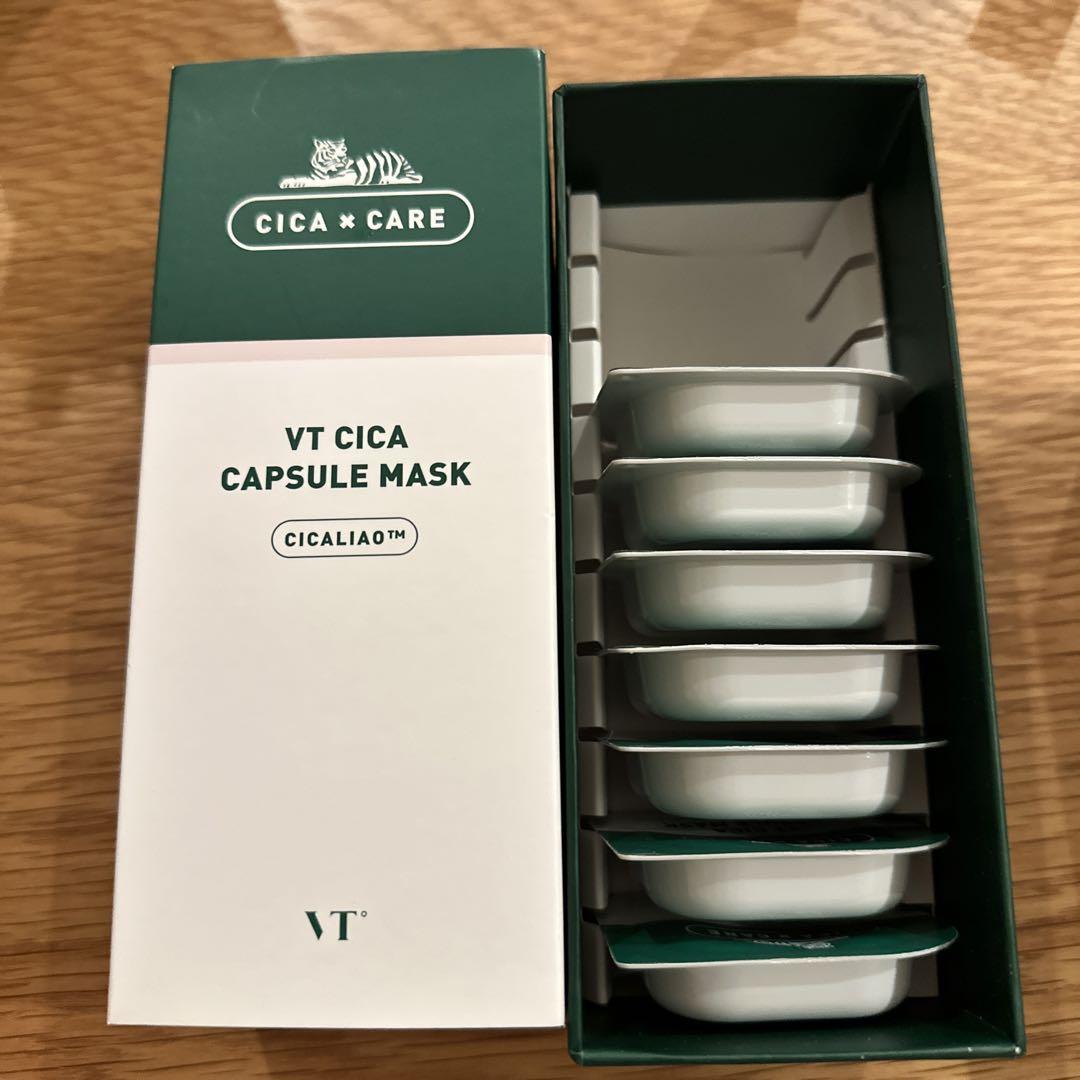 CICA × CARE
VT CICA
CAPSULE MASK
CICALIAO™
VT°